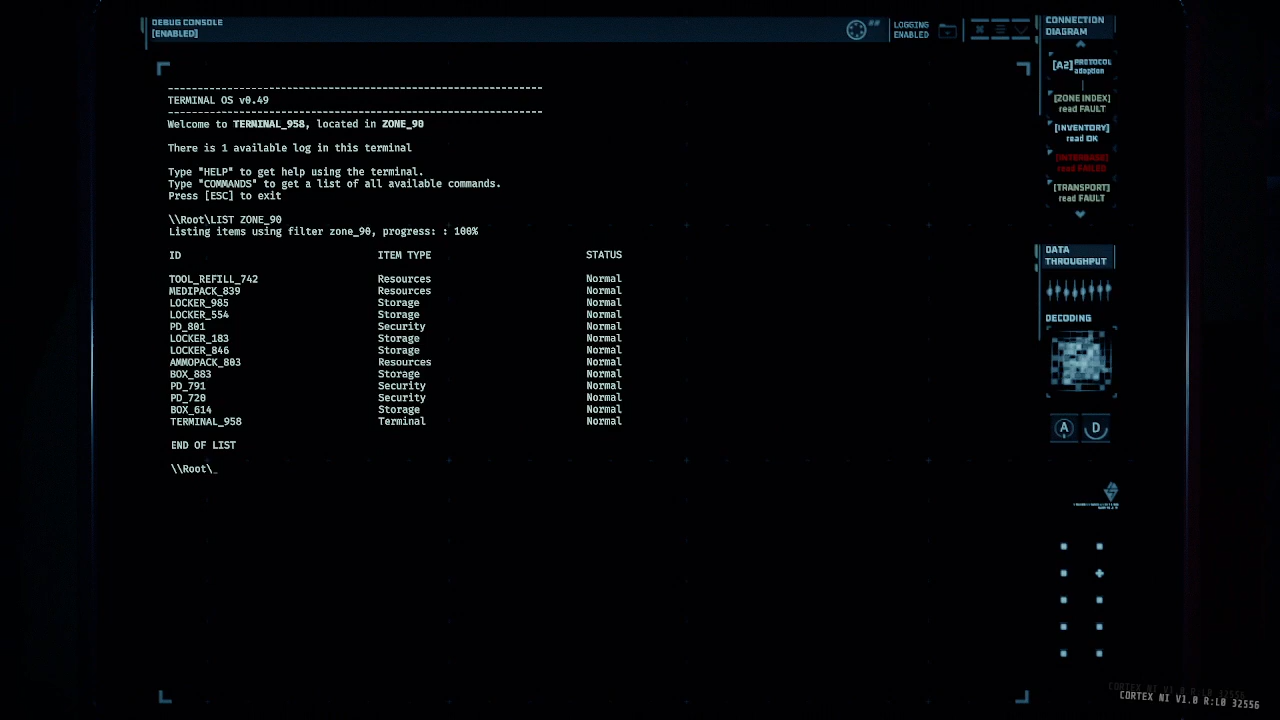 DEBUG CONSOLE
[ENABLED]
LOGGING
ENABLED
CONNECTION
DIAGRAM
[A2] PROTOCOL
adoption
[ZONE INDEX]
read FAULT
[INVENTORY]
read OK
[INTERBASE]
read FAILED
[TRANSPORT]
read FAULT
DATA
THROUGHPUT
DECODING
A D
--------------------------------------------------------------
TERMINAL OS v0.49
--------------------------------------------------------------
Welcome to TERMINAL_958, located in ZONE_90
There is 1 available log in this terminal
Type "HELP" to get help using the terminal.
Type "COMMANDS" to get a list of all available commands.
Press [ESC] to exit
\\Root\LIST ZONE_90
Listing items using filter zone_90, progress: : 100%
ID ITEM TYPE STATUS
TOOL_REFILL_742 Resources Normal
MEDIPACK_839 Resources Normal
LOCKER_985 Storage Normal
LOCKER_554 Storage Normal
PD_801 Security Normal
LOCKER_183 Storage Normal
LOCKER_846 Storage Normal
AMMOPACK_803 Resources Normal
BOX_883 Storage Normal
PD_791 Security Normal
PD_720 Security Normal
BOX_614 Storage Normal
TERMINAL_958 Terminal Normal
END OF LIST
\\Root\_
CORTEX NI V1.0 R:L0 32556